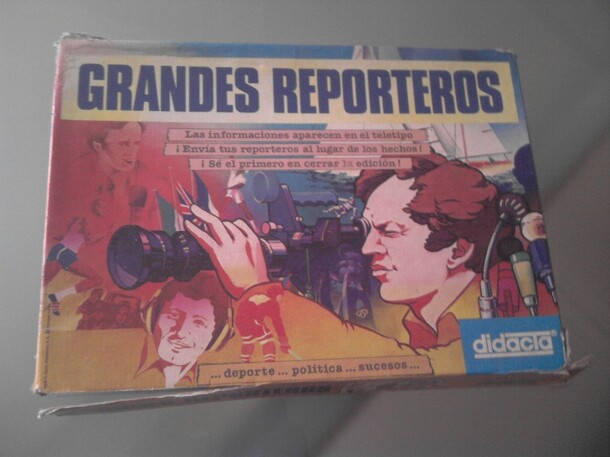 GRANDES REPORTEROS
Las informaciones aparecen en el teletipo
¡Envía tus reporteros al lugar de los hechos!
¡Sé el primero en cerrar la edición!
didacta
... deporte ... política ... sucesos ...